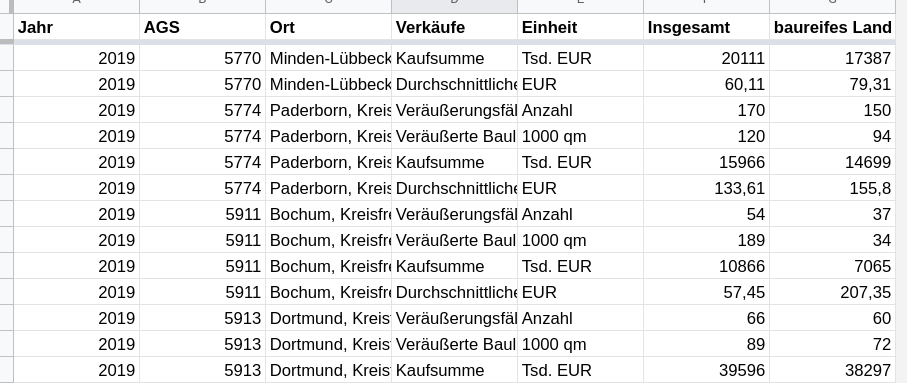 Jahr AGS Ort Verkäufe Einheit Insgesamt baureifes Land
2019 5770 Minden-Lübbeck Kaufsumme Tsd. EUR 20111 17387
2019 5770 Minden-Lübbeck Durchschnittliche EUR 60,11 79,31
2019 5774 Paderborn, Kreis Veräußerungsfäl Anzahl 170 150
2019 5774 Paderborn, Kreis Veräußerte Baul 1000 qm 120 94
2019 5774 Paderborn, Kreis Kaufsumme Tsd. EUR 15966 14699
2019 5774 Paderborn, Kreis Durchschnittliche EUR 133,61 155,8
2019 5911 Bochum, Kreisfre Veräußerungsfäl Anzahl 54 37
2019 5911 Bochum, Kreisfre Veräußerte Baul 1000 qm 189 34
2019 5911 Bochum, Kreisfre Kaufsumme Tsd. EUR 10866 7065
2019 5911 Bochum, Kreisfre Durchschnittliche EUR 57,45 207,35
2019 5913 Dortmund, Kreis Veräußerungsfäl Anzahl 66 60
2019 5913 Dortmund, Kreis Veräußerte Baul 1000 qm 89 72
2019 5913 Dortmund, Kreis Kaufsumme Tsd. EUR 39596 38297